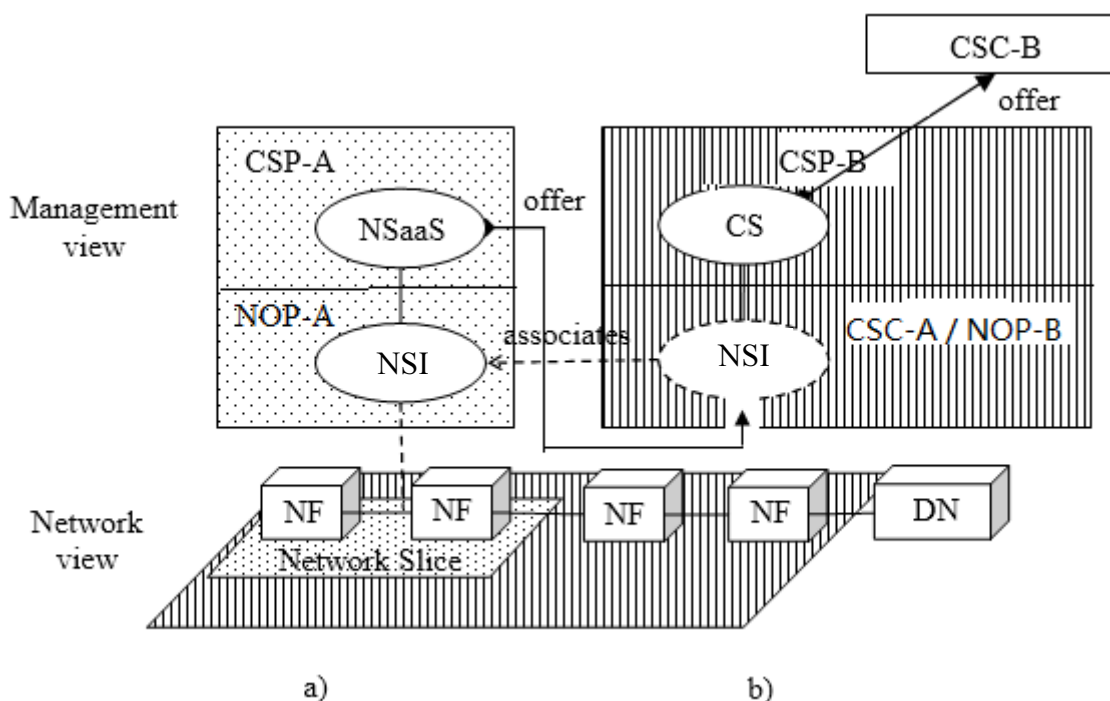 CSC-B
offer
CSP-A
CSP-B
Management
view
offer
NSaaS
CS
NOP-A
CSC-A / NOP-B
associates
NSI
NSI
Network
view
NF
NF
NF
NF
DN
Network Slice
a)
b)